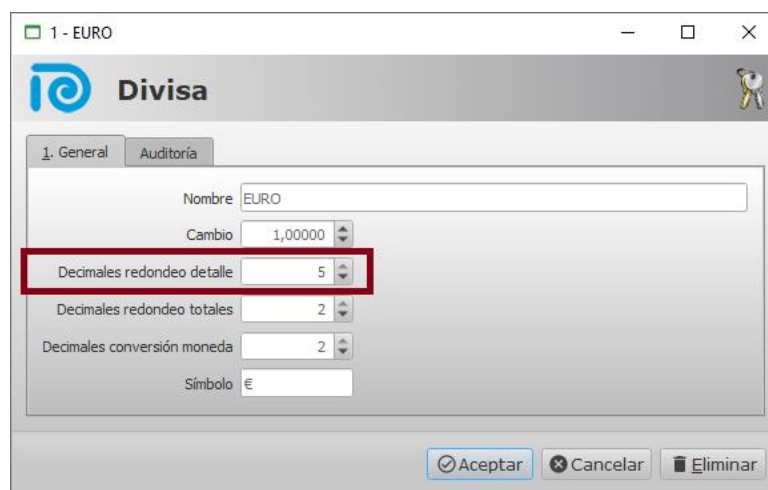 1 - EURO
Divisa
1. General Auditoría
Nombre EURO
Cambio 1,00000
Decimales redondeo detalle 5
Decimales redondeo totales 2
Decimales conversión moneda 2
Símbolo €
Aceptar Cancelar Eliminar